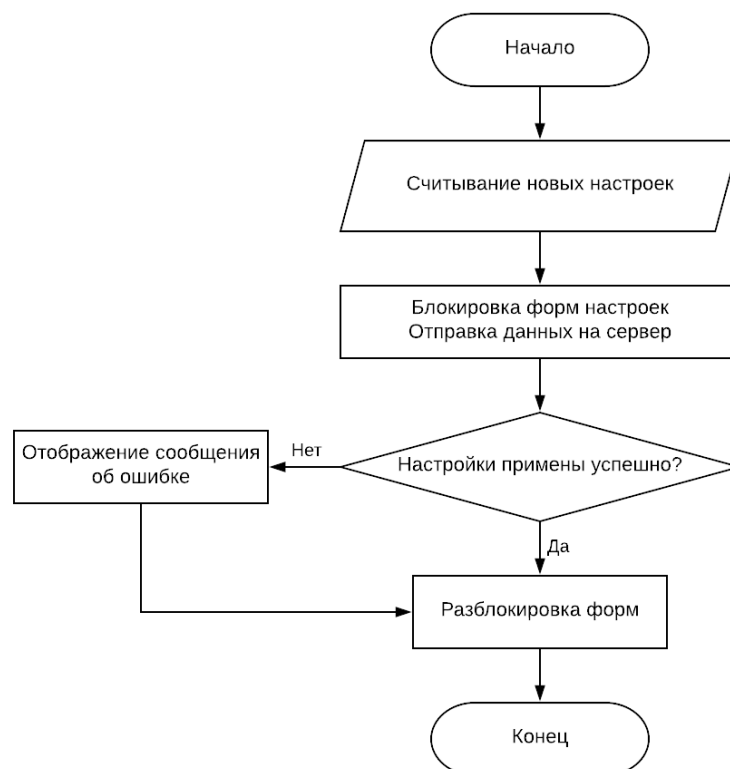 Начало
Считывание новых настроек
Блокировка форм настроек
Отправка данных на сервер
Настройки примены успешно?
Нет
Отображение сообщения
об ошибке
Да
Разблокировка форм
Конец